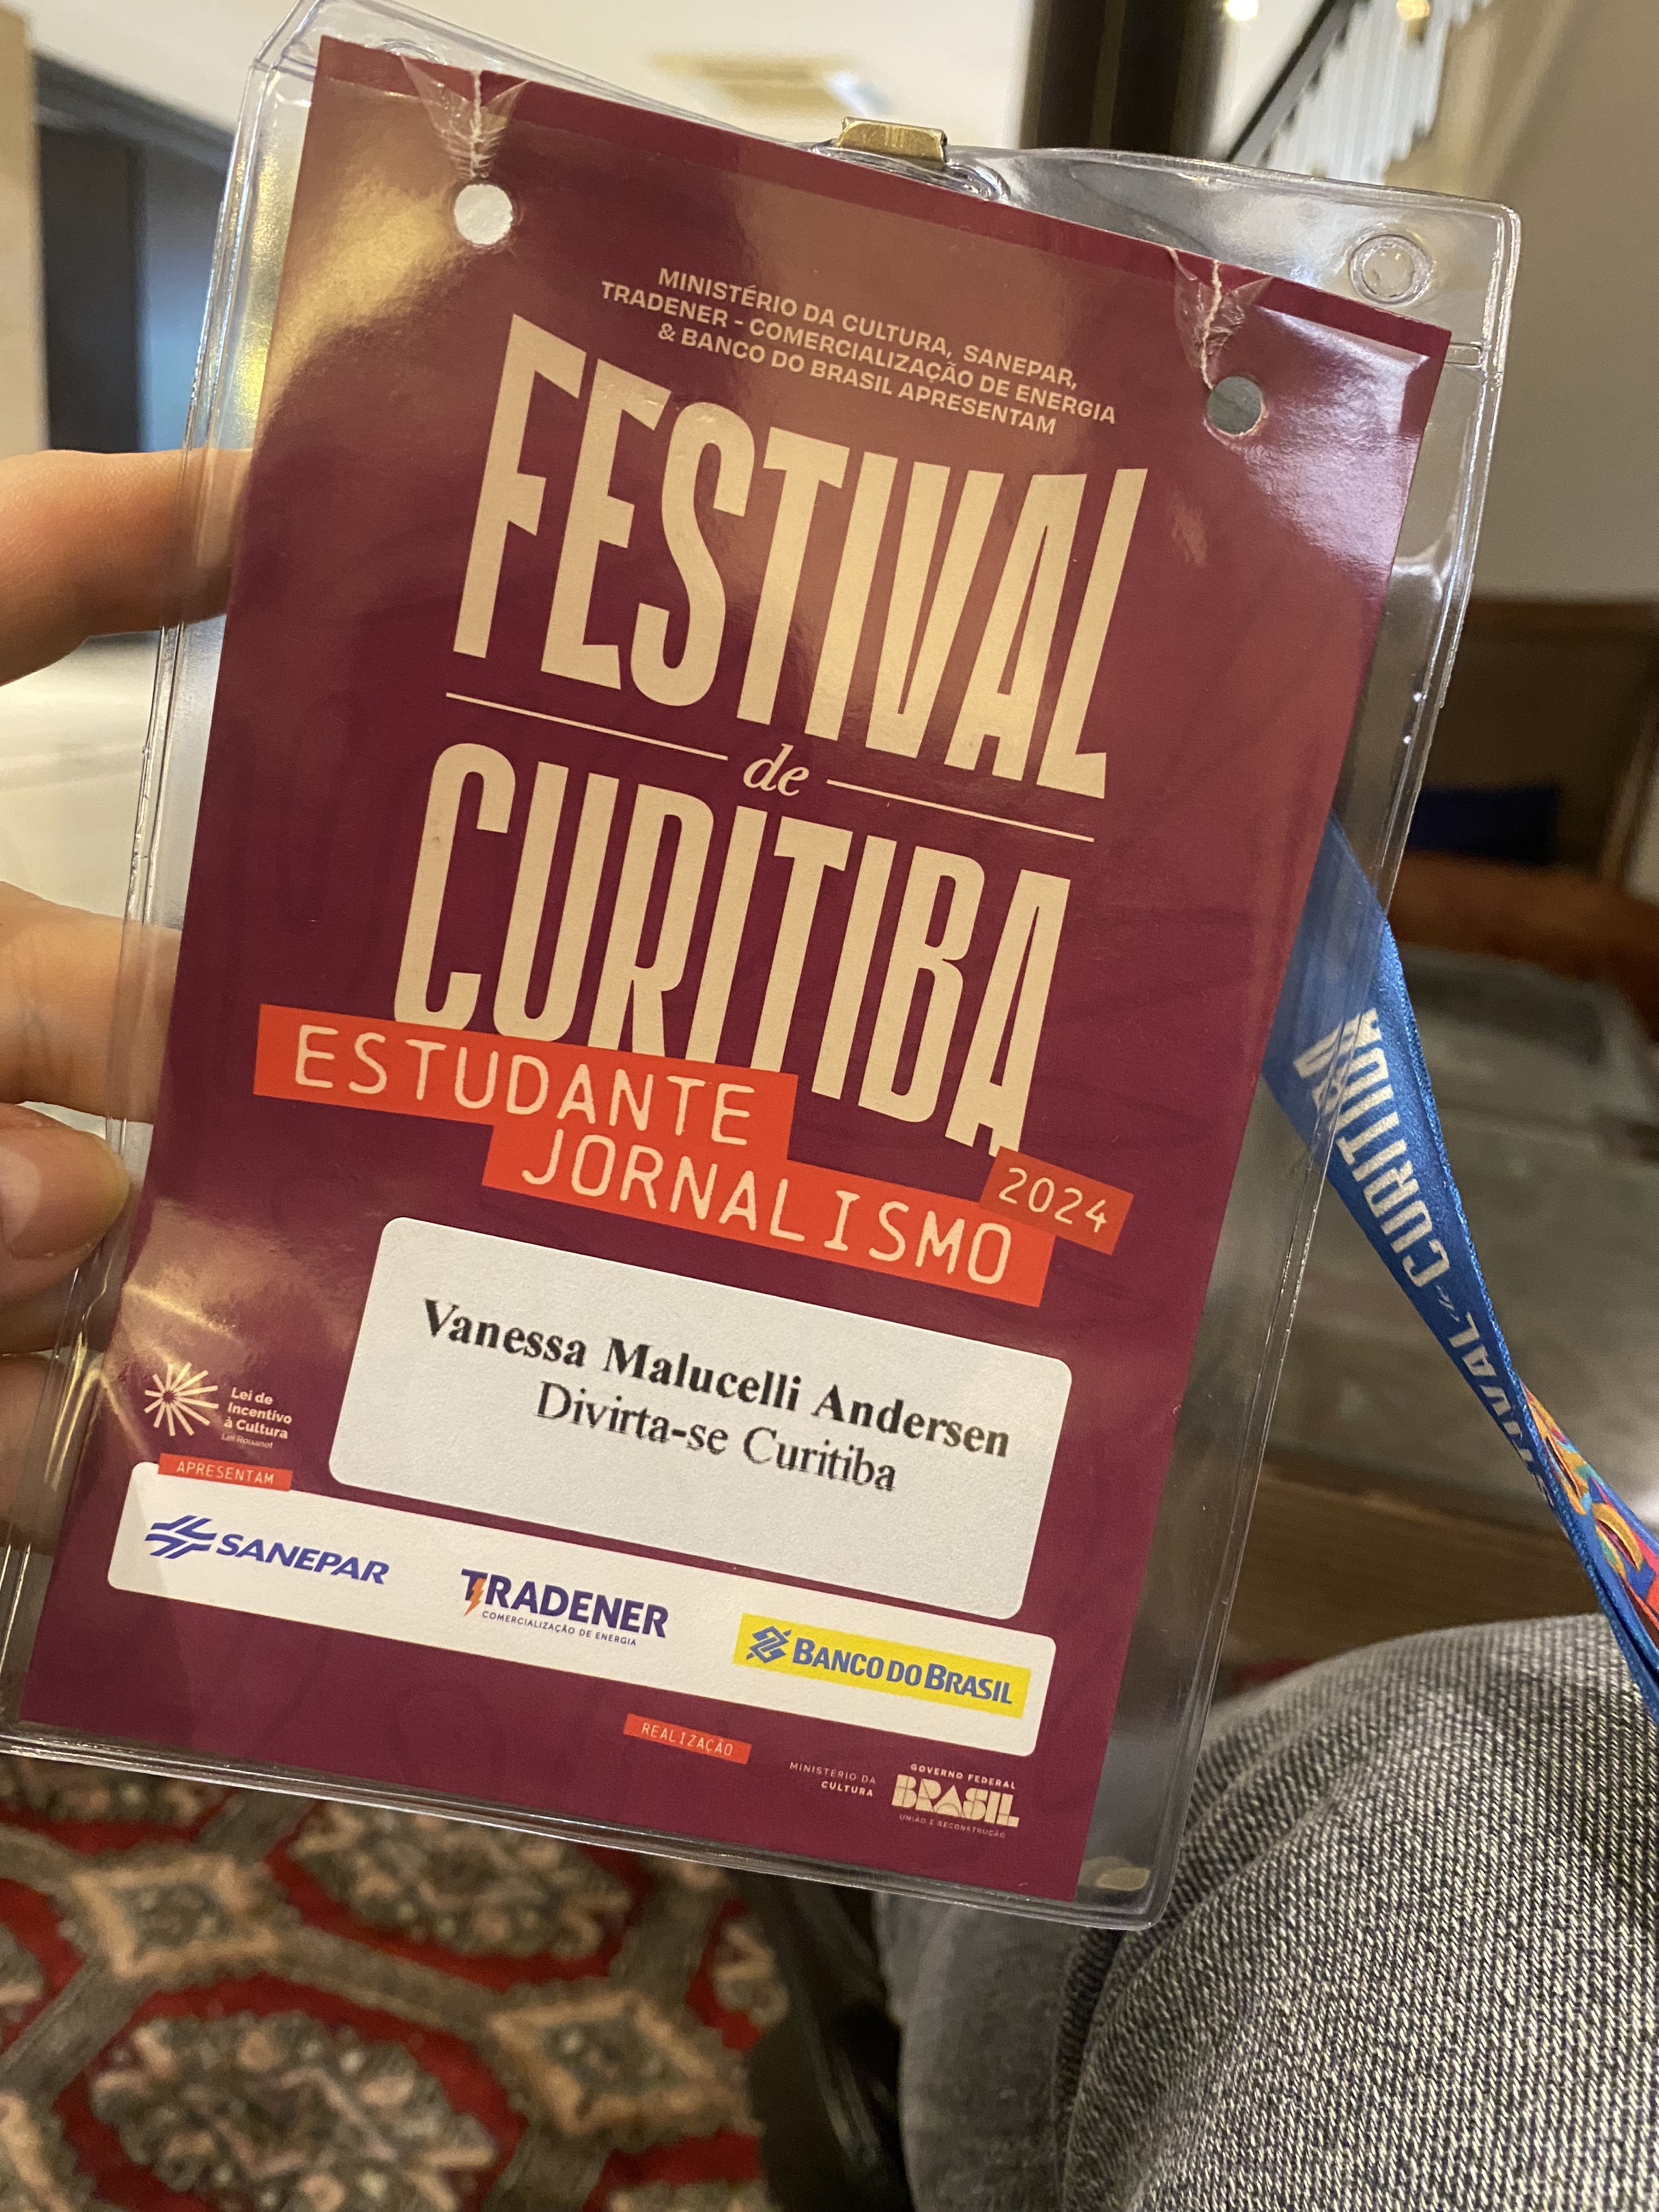 MINISTÉRIO DA CULTURA, SANEPAR,
TRADENER - COMERCIALIZAÇÃO DE ENERGIA
& BANCO DO BRASIL APRESENTAM
FESTIVAL
de
CURITIBA
ESTUDANTE
JORNALISMO
2024
Vanessa Malucelli Andersen
Divirta-se Curitiba
Lei de
Incentivo
à Cultura
Lei Rouanet
APRESENTAM
SANEPAR
TRADENER
COMERCIALIZAÇÃO DE ENERGIA
BANCO DO BRASIL
REALIZAÇÃO
MINISTÉRIO DA
CULTURA
GOVERNO FEDERAL
BRASIL
UNIÃO E RECONSTRUÇÃO
CURITIBA